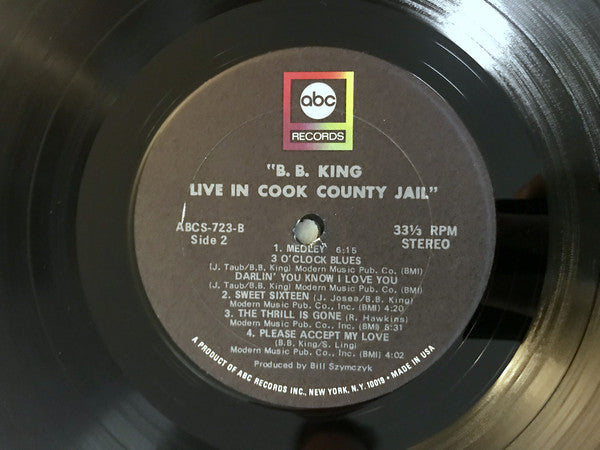 abc
RECORDS
"B. B. KING
LIVE IN COOK COUNTY JAIL"
ABCS-723-B
Side 2
33⅓ RPM
STEREO
1. MEDLEY 6:15
3 O'CLOCK BLUES
(J. Taub/B.B. King) Modern Music Pub. Co. (BMI)
DARLIN' YOU KNOW I LOVE YOU
(J. Taub/B.B. King) Modern Music Pub. Co. (BMI)
2. SWEET SIXTEEN (J. Josea/B.B. King)
Modern Music Pub. Co., Inc. (BMI) 4:20
3. THE THRILL IS GONE (R. Hawkins)
Modern Music Pub. Co., Inc. (BMI) 5:31
4. PLEASE ACCEPT MY LOVE
(B.B. King/S. Ling)
Modern Music Pub. Co., Inc. (BMI) 4:02
Produced by Bill Szymczyk
A PRODUCT OF ABC RECORDS INC., NEW YORK, N.Y. 10019 • MADE IN USA